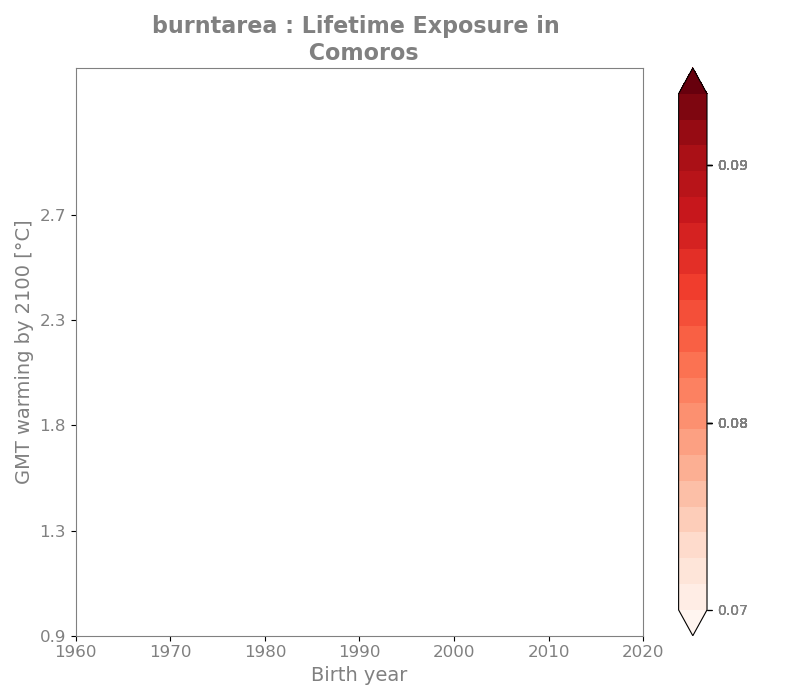 burntarea : Lifetime Exposure in
Comoros
GMT warming by 2100 [°C]
2.7
2.3
1.8
1.3
0.9
1960 1970 1980 1990 2000 2010 2020
Birth year
0.09
0.08
0.07